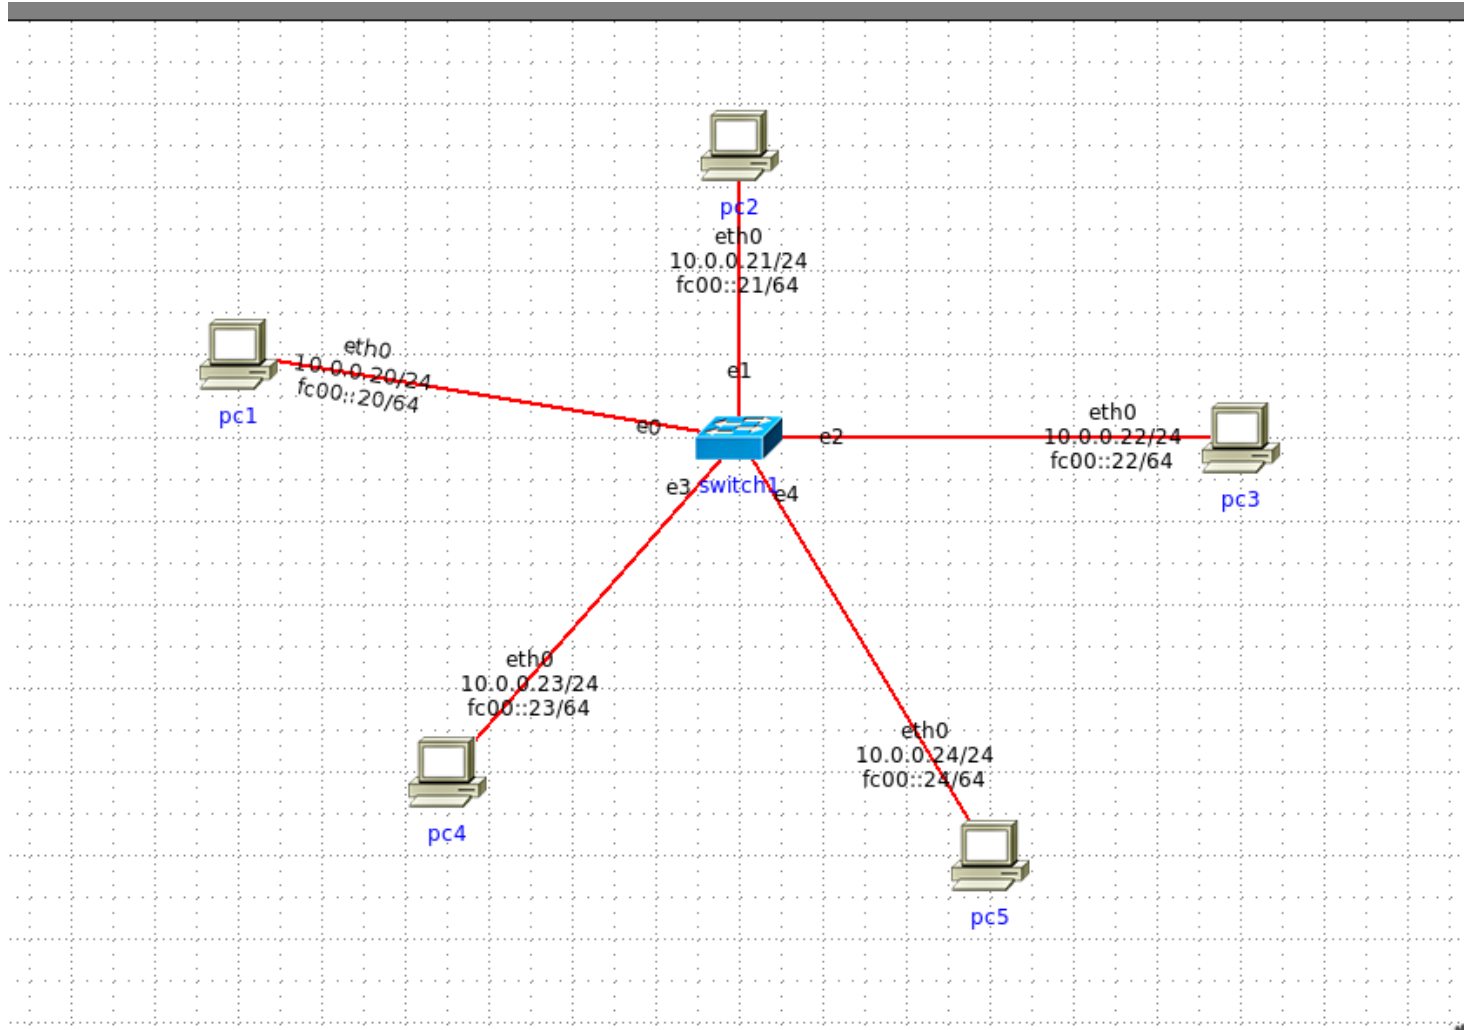 pc2
eth0
10.0.0.21/24
fc00::21/64
e1
pc1
eth0
10.0.0.20/24
fc00::20/64
e0
switch1
e2
eth0
10.0.0.22/24
fc00::22/64
pc3
e3
e4
eth0
10.0.0.23/24
fc00::23/64
pc4
eth0
10.0.0.24/24
fc00::24/64
pc5